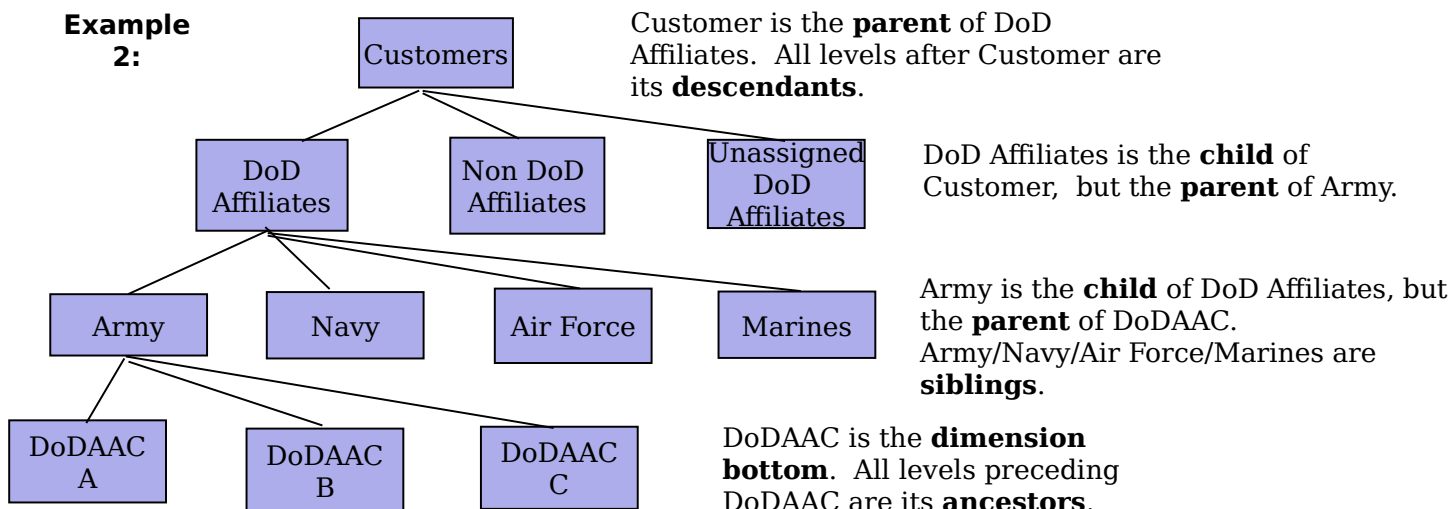 Example
2:
Customers
Customer is the parent of DoD
Affiliates. All levels after Customer are
its descendants.
DoD
Affiliates
Non DoD
Affiliates
Unassigned
DoD
Affiliates
DoD Affiliates is the child of
Customer, but the parent of Army.
Army
Navy
Air Force
Marines
Army is the child of DoD Affiliates, but
the parent of DoDAAC.
Army/Navy/Air Force/Marines are
siblings.
DoDAAC
A
DoDAAC
B
DoDAAC
C
DoDAAC is the dimension
bottom. All levels preceding
DoDAAC are its ancestors.